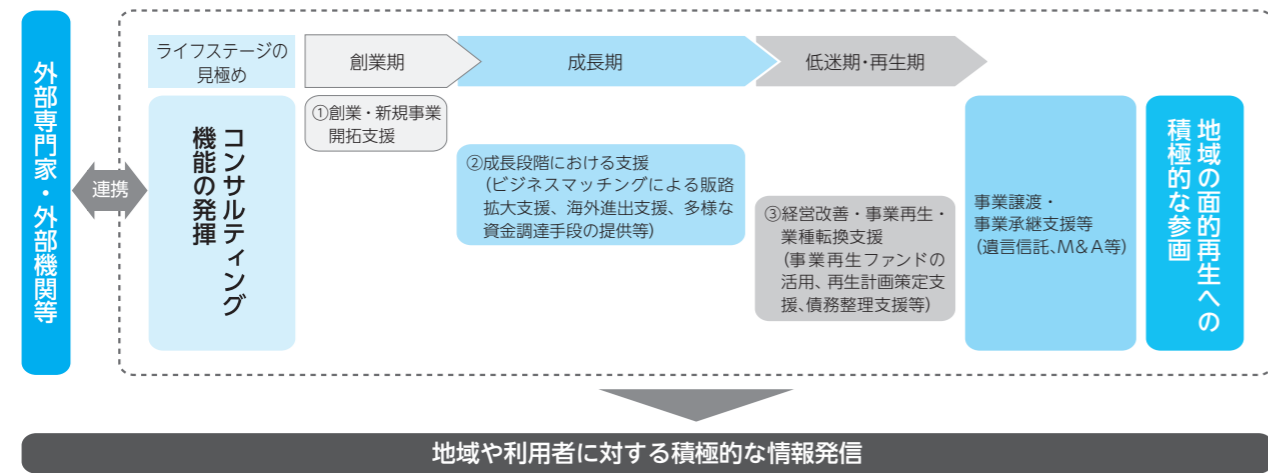 外部専門家・外部機関等
連携
ライフステージの
見極め
コンサルティング
機能の発揮
創業期
成長期
低迷期・再生期
①創業・新規事業
開拓支援
②成長段階における支援
(ビジネスマッチングによる販路
拡大支援、海外進出支援、多様な
資金調達手段の提供等)
③経営改善・事業再生・
業種転換支援
(事業再生ファンドの
活用、再生計画策定支
援、債務整理支援等)
事業譲渡・
事業承継支援等
(遺言信託、M&A等)
地域の面的再生への
積極的な参画
地域や利用者に対する積極的な情報発信